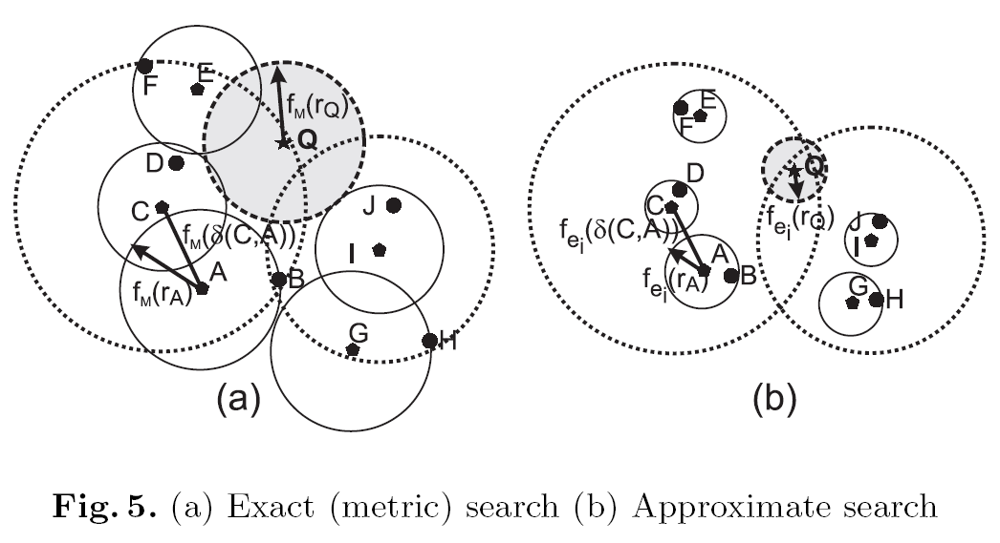 F E
f_M(r_Q)
Q
D
C
J
f_M(δ(C,A))
I
A
B
f_M(r_A)
G
H
(a)
E
F
Q
D
C
f_ei(r_Q)
J
f_ei(δ(C,A))
I
A
f_ei(r_A)
B
G
H
(b)
Fig. 5. (a) Exact (metric) search (b) Approximate search